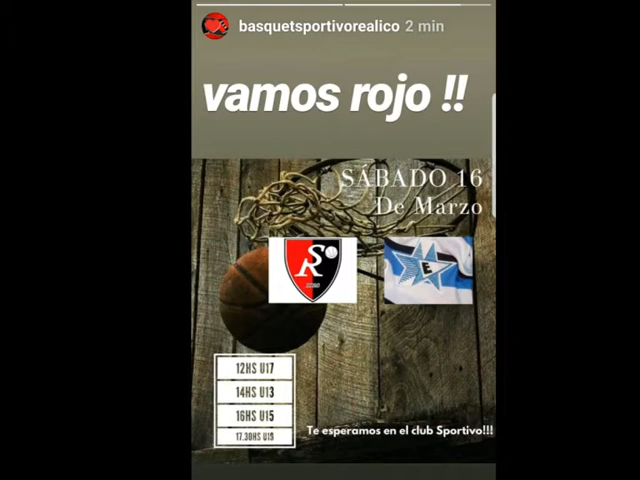 basquetsportivorealico 2 min
vamos rojo !!
SÁBADO 16
De Marzo
SR
E
12HS U17
14HS U13
16HS U15
17.30HS U19
Te esperamos en el club Sportivo!!!